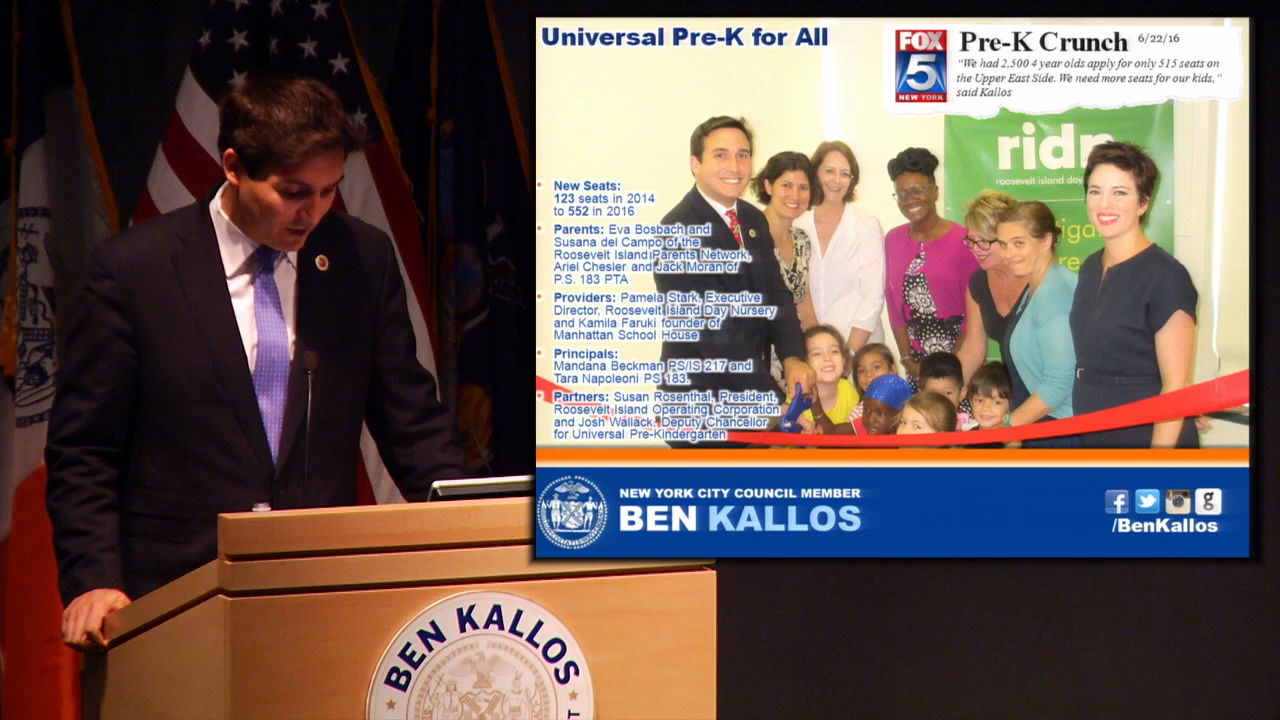 Universal Pre-K for All
FOX
5
NEW YORK
Pre-K Crunch 6/22/16
"We had 2,500 4 year olds apply for only 515 seats on
the Upper East Side. We need more seats for our kids,"
said Kallos
New Seats:
123 seats in 2014
to 552 in 2016
Parents: Eva Bosbach and
Susana del Campo of the
Roosevelt Island Parents Network,
Ariel Chesler and Jack Moran of
P.S. 183 PTA
Providers: Pamela Stark, Executive
Director, Roosevelt Island Day Nursery
and Kamila Faruki founder of
Manhattan School House
Principals:
Mandana Beckman PS/IS 217 and
Tara Napoleoni PS 183,
Partners: Susan Rosenthal, President,
Roosevelt Island Operating Corporation
and Josh Wallack, Deputy Chancellor
for Universal Pre-Kindergarten
roosevelt island day
NEW YORK CITY COUNCIL MEMBER
BEN KALLOS
/BenKallos
BEN KALLOS